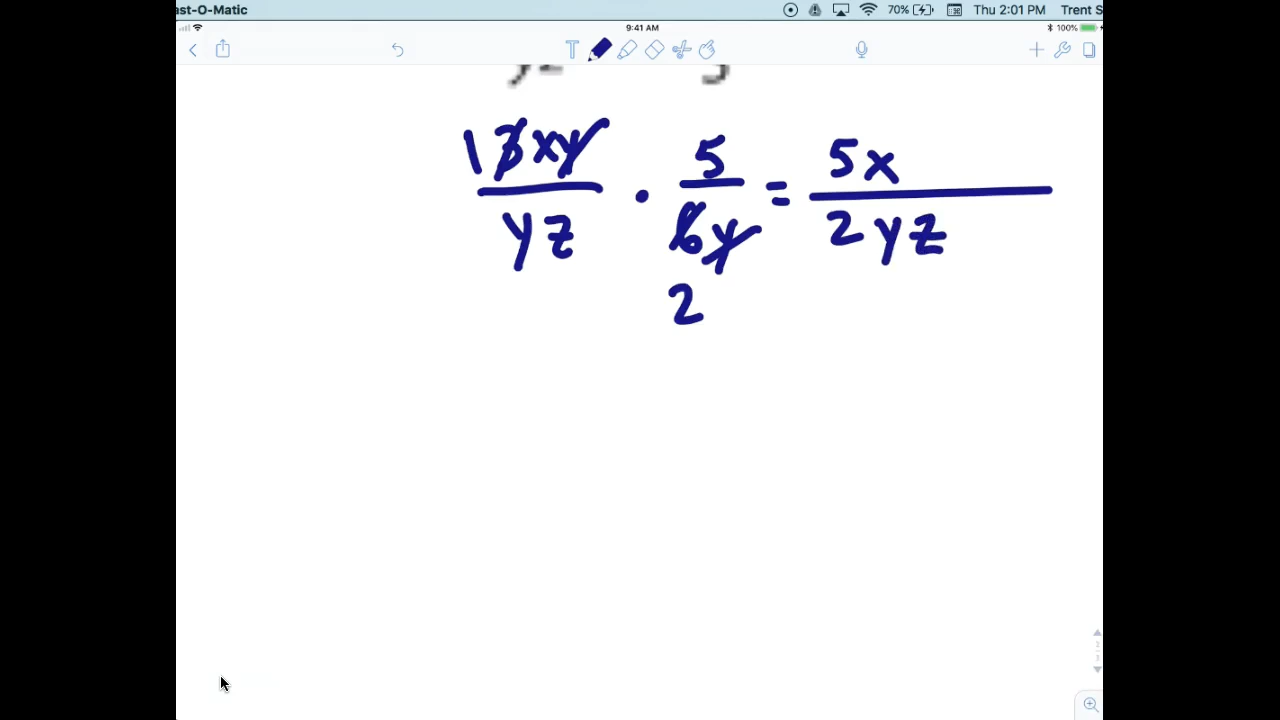 ast-O-Matic 70% Thu 2:01 PM Trent S
9:41 AM 100%
T
1 3xy / yz · 5 / 6y = 5x / 2yz
2